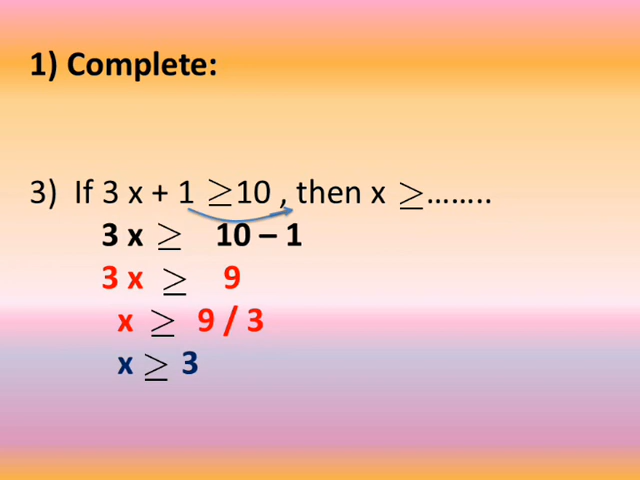 1) Complete:
3) If 3 x + 1 ≥10 , then x ≥……..
3 x ≥ 10 – 1
3 x ≥ 9
x ≥ 9 / 3
x ≥ 3